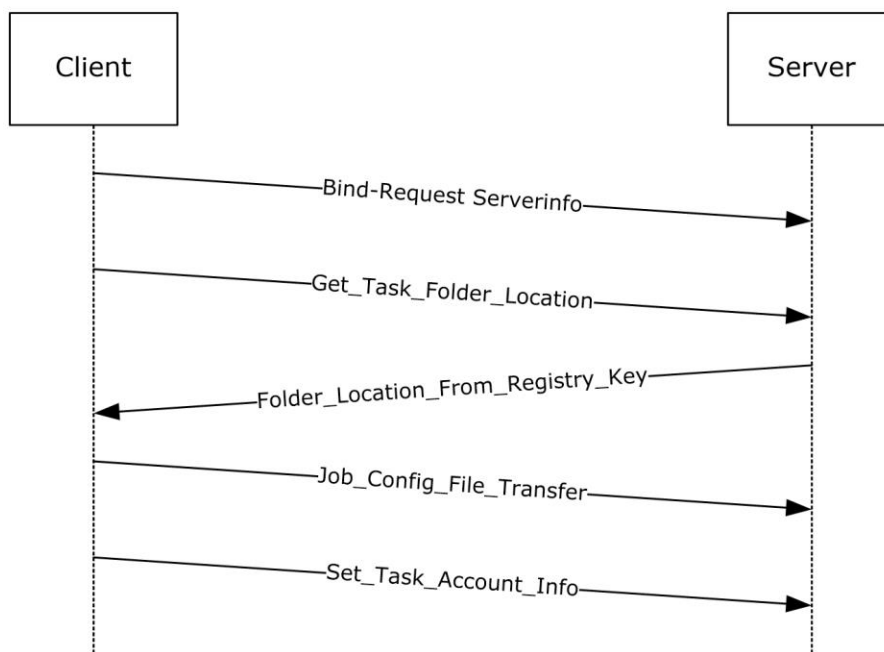 Client
Server
Bind-Request Serverinfo
Get_Task_Folder_Location
Folder_Location_From_Registry_Key
Job_Config_File_Transfer
Set_Task_Account_Info